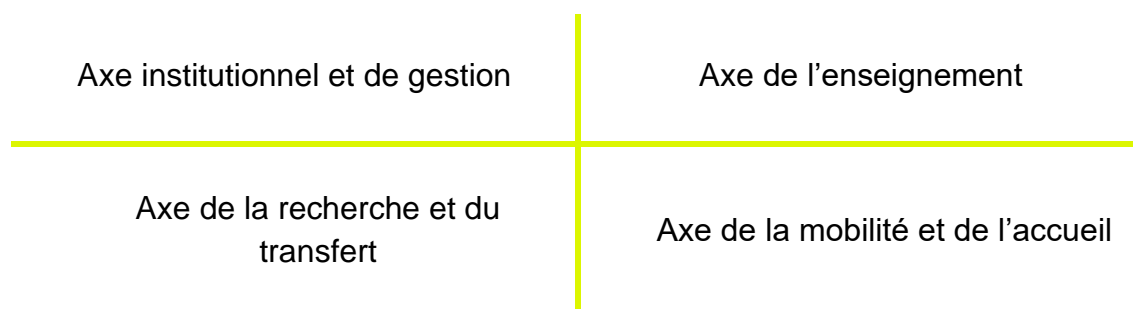 Axe institutionnel et de gestion
Axe de l’enseignement
Axe de la recherche et du
transfert
Axe de la mobilité et de l’accueil